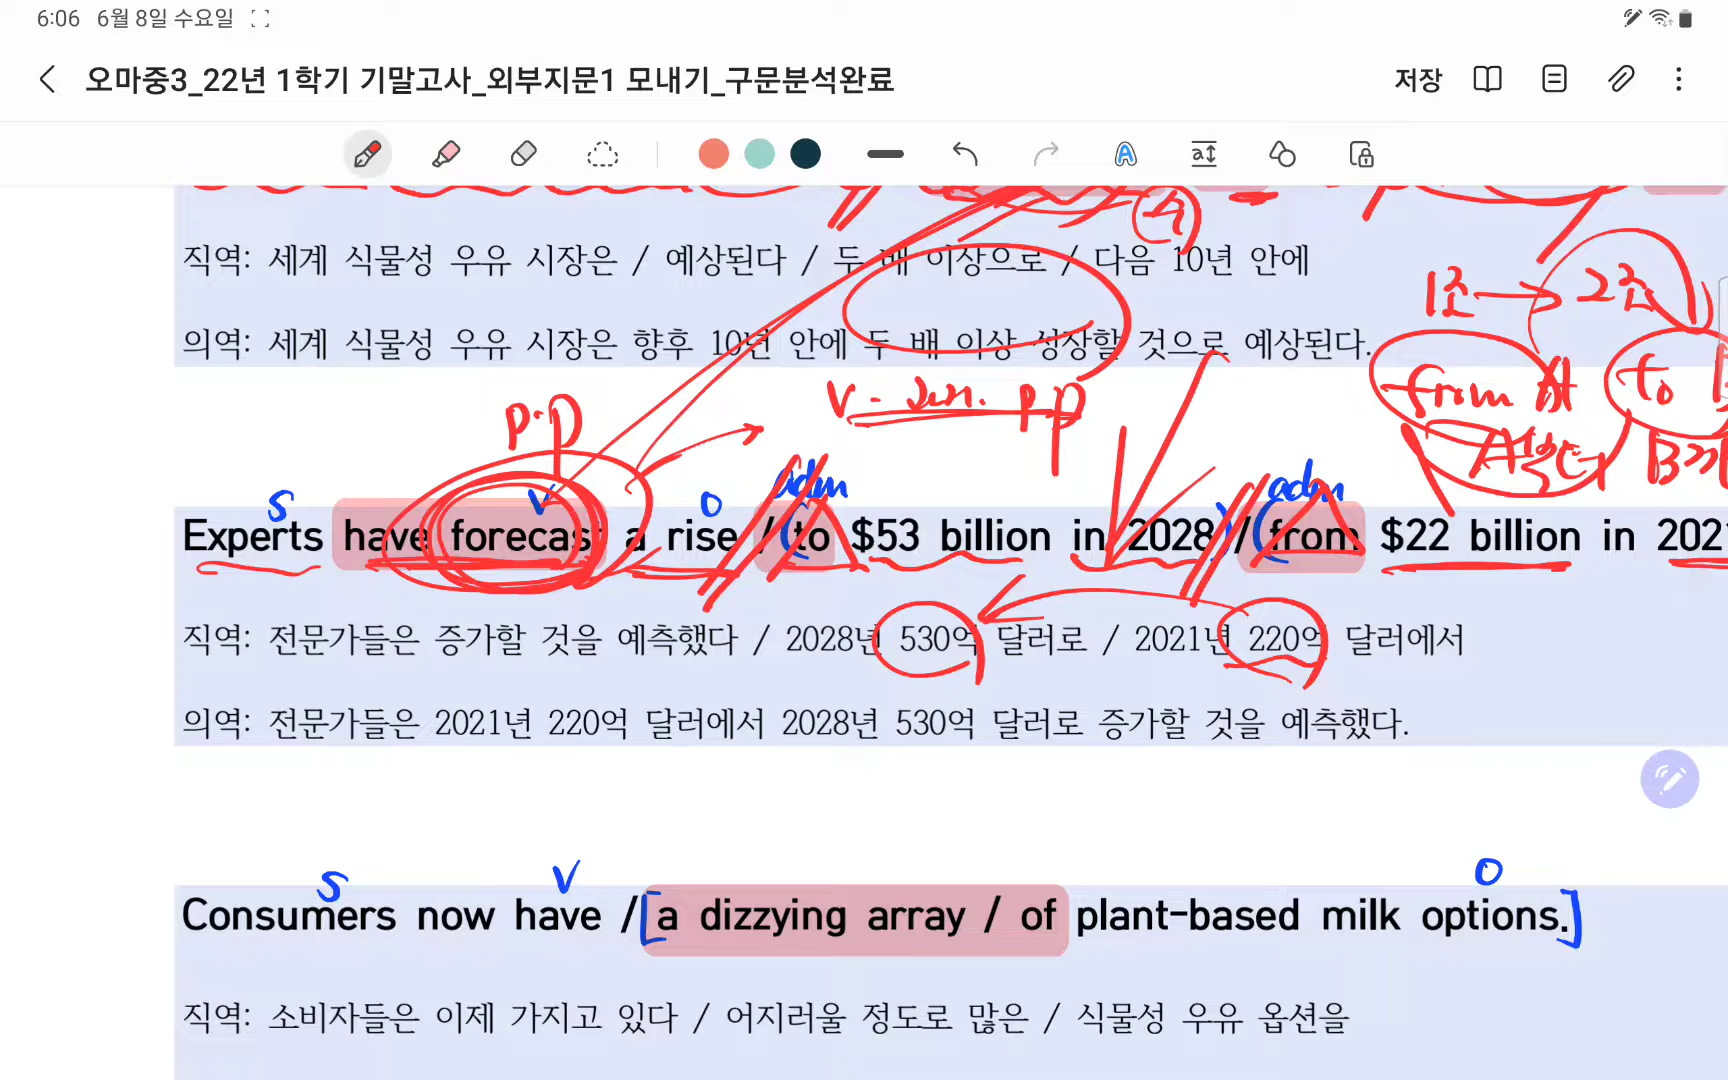 6:06 6월 8일 수요일
오마중3_22년 1학기 기말고사_외부지문1 모내기_구문분석완료 저장
직역: 세계 식물성 우유 시장은 / 예상된다 / 두 배 이상으로 / 다음 10년 안에
1조 → 2조
의역: 세계 식물성 우유 시장은 향후 10년 안에 두 배 이상 성장할 것으로 예상된다.
from to
p.p
p.p
S V O adm adm
Experts have forecast a rise / (to $53 billion in 2028) / (from $22 billion in 202
직역: 전문가들은 증가할 것을 예측했다 / 2028년 530억 달러로 / 2021년 220억 달러에서
의역: 전문가들은 2021년 220억 달러에서 2028년 530억 달러로 증가할 것을 예측했다.
S V O
Consumers now have / [a dizzying array / of plant-based milk options.]
직역: 소비자들은 이제 가지고 있다 / 어지러울 정도로 많은 / 식물성 우유 옵션을